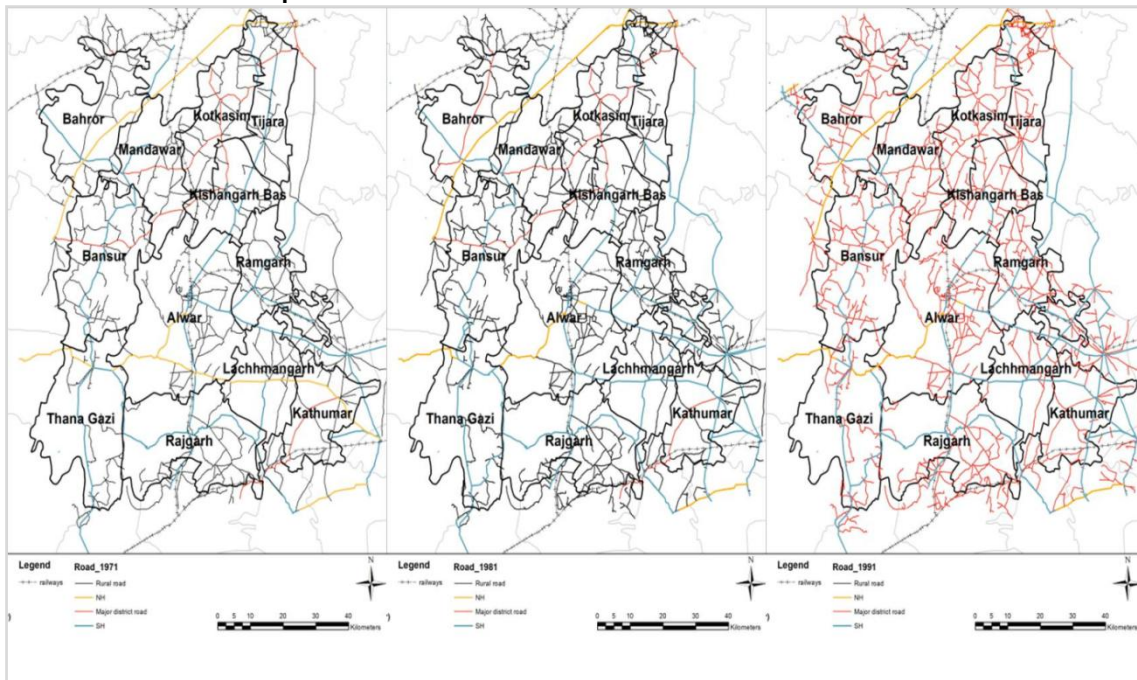 Bahror
Kotkasim
Tijara
Mandawar
Kishangarh Bas
Bansur
Ramgarh
Alwar
Lachhmangarh
Thana Gazi
Kathumar
Rajgarh
Legend
Road_1971
N
railways
Rural road
NH
Major district road
SH
0 5 10 20 30 40
Kilometers
)
Bahror
Kotkasim
Tijara
Mandawar
Kishangarh Bas
Bansur
Ramgarh
Alwar
Lachhmangarh
Thana Gazi
Kathumar
Rajgarh
Legend
Road_1981
N
railways
Rural road
NH
Major district road
SH
0 5 10 20 30 40
Kilometers
)
Bahror
Kotkasim
Tijara
Mandawar
Kishangarh Bas
Bansur
Ramgarh
Alwar
Lachhmangarh
Thana Gazi
Kathumar
Rajgarh
Legend
Road_1991
N
railways
Rural road
NH
Major district road
SH
0 5 10 20 30 40
Kilometers
)